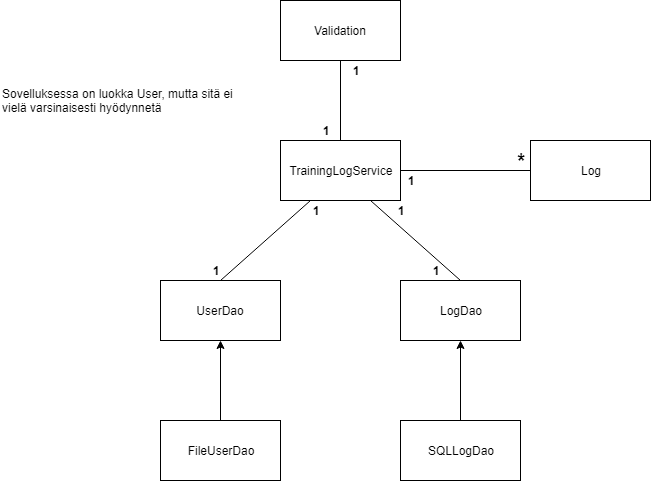 Validation
1
Sovelluksessa on luokka User, mutta sitä ei
vielä varsinaisesti hyödynnetä
1
TrainingLogService
*
Log
1
1
1
1
1
UserDao
LogDao
FileUserDao
SQLLogDao